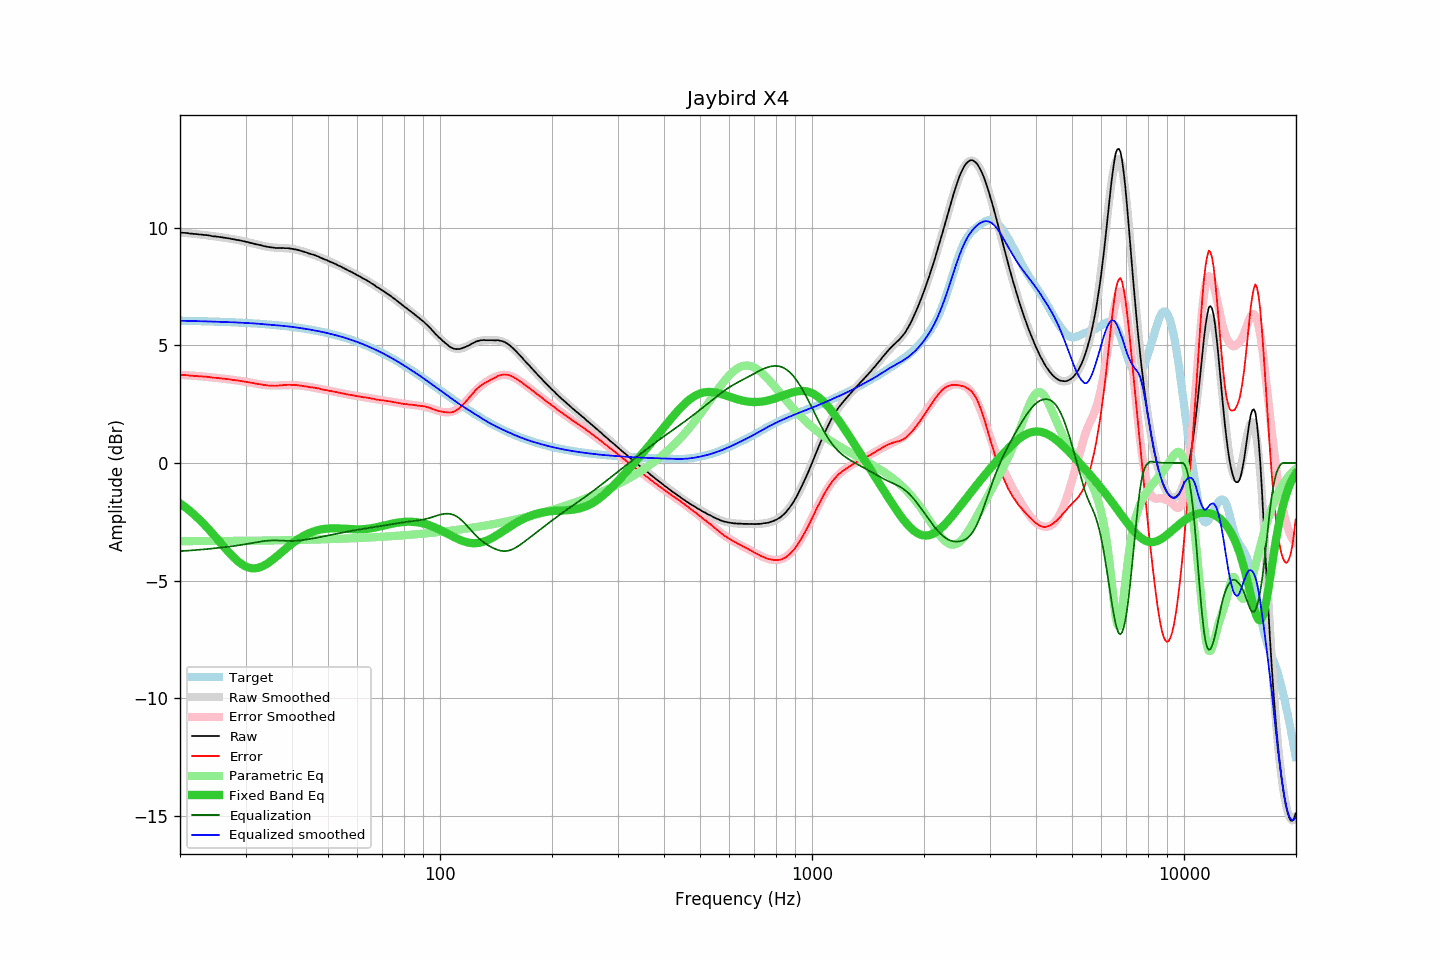 Jaybird X4
Amplitude (dBr)
10
5
0
−5
−10
−15
Target
Raw Smoothed
Error Smoothed
Raw
Error
Parametric Eq
Fixed Band Eq
Equalization
Equalized smoothed
100 1000 10000
Frequency (Hz)